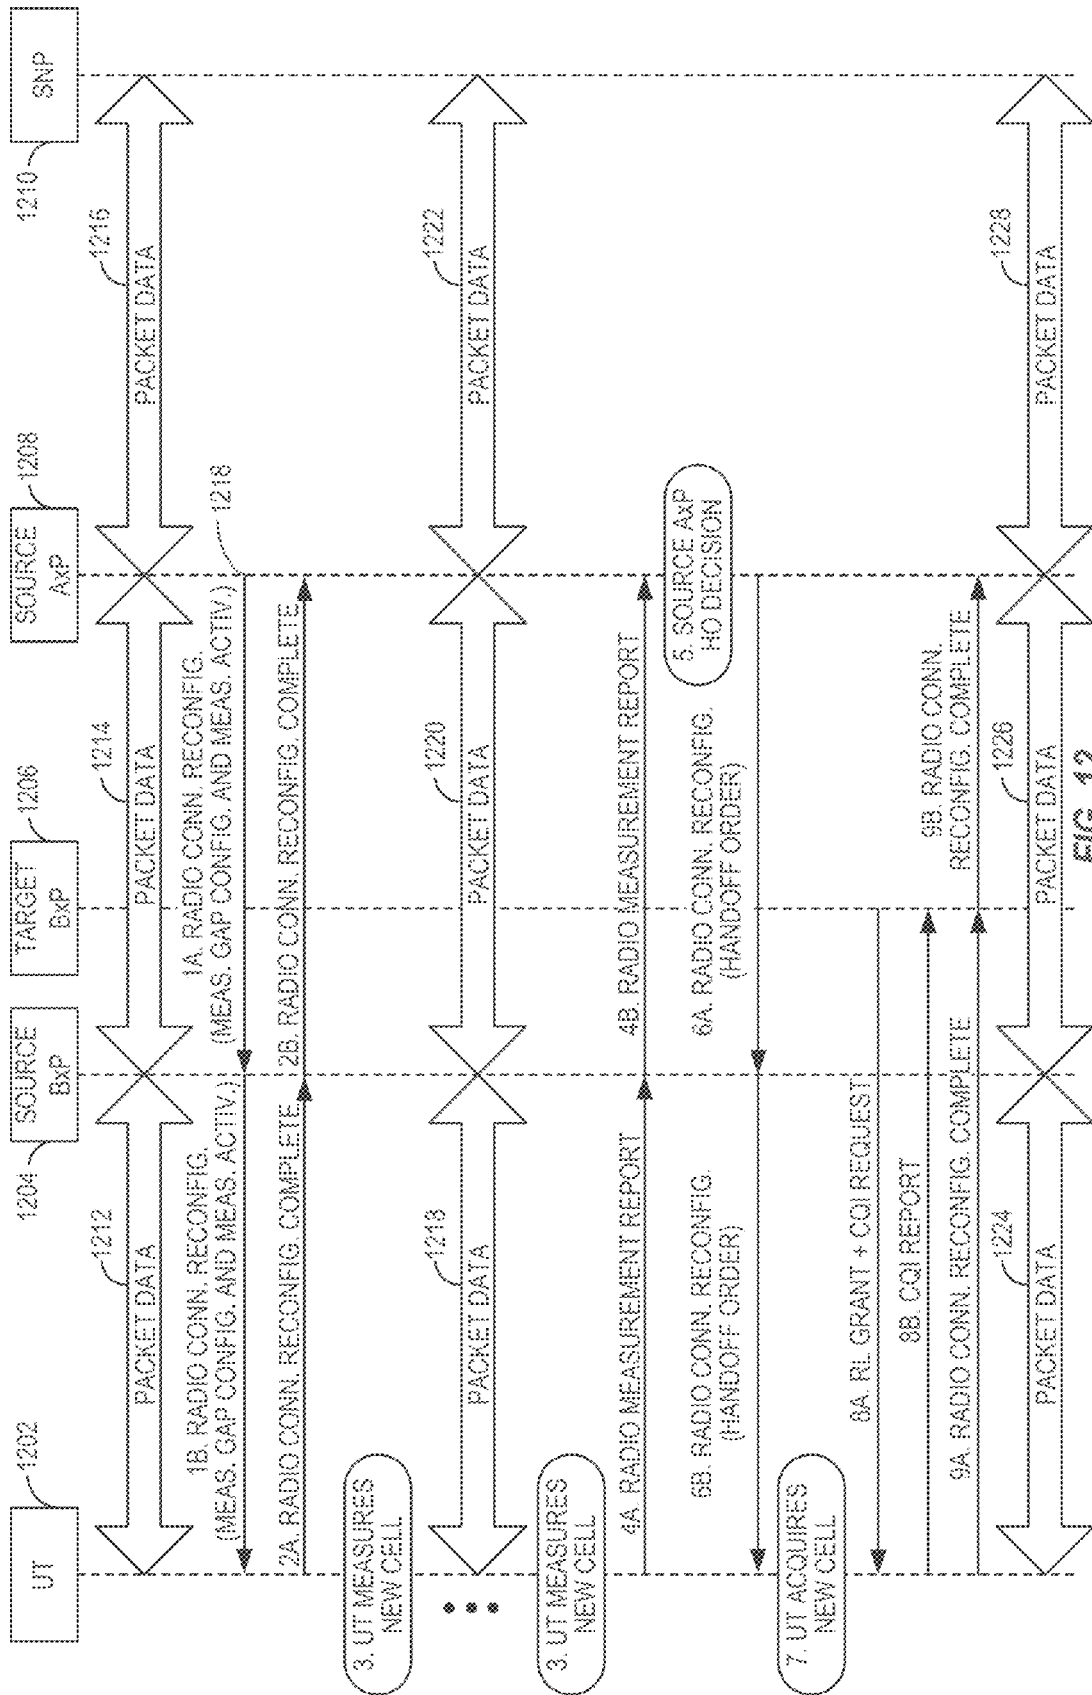 UT
1202
SOURCE
BxP
1204
TARGET
BxP
1206
SOURCE
AxP
1208
SNP
1210
1212
PACKET DATA
1214
PACKET DATA
1216
PACKET DATA
1B. RADIO CONN. RECONFIG.
(MEAS. GAP CONFIG. AND MEAS. ACTIV.)
1A. RADIO CONN. RECONFIG.
(MEAS. GAP CONFIG. AND MEAS. ACTIV.)
1218
2A. RADIO CONN. RECONFIG. COMPLETE
2B. RADIO CONN. RECONFIG. COMPLETE
3. UT MEASURES
NEW CELL
1218
PACKET DATA
1220
PACKET DATA
1222
PACKET DATA
3. UT MEASURES
NEW CELL
4A. RADIO MEASUREMENT REPORT
4B. RADIO MEASUREMENT REPORT
5. SOURCE AxP
HO DECISION
6B. RADIO CONN. RECONFIG.
(HANDOFF ORDER)
6A. RADIO CONN. RECONFIG.
(HANDOFF ORDER)
7. UT ACQUIRES
NEW CELL
8A. RL GRANT + CQI REQUEST
8B. CQI REPORT
9A. RADIO CONN. RECONFIG. COMPLETE
9B. RADIO CONN.
RECONFIG. COMPLETE
1224
PACKET DATA
1226
PACKET DATA
1228
PACKET DATA
FIG. 12